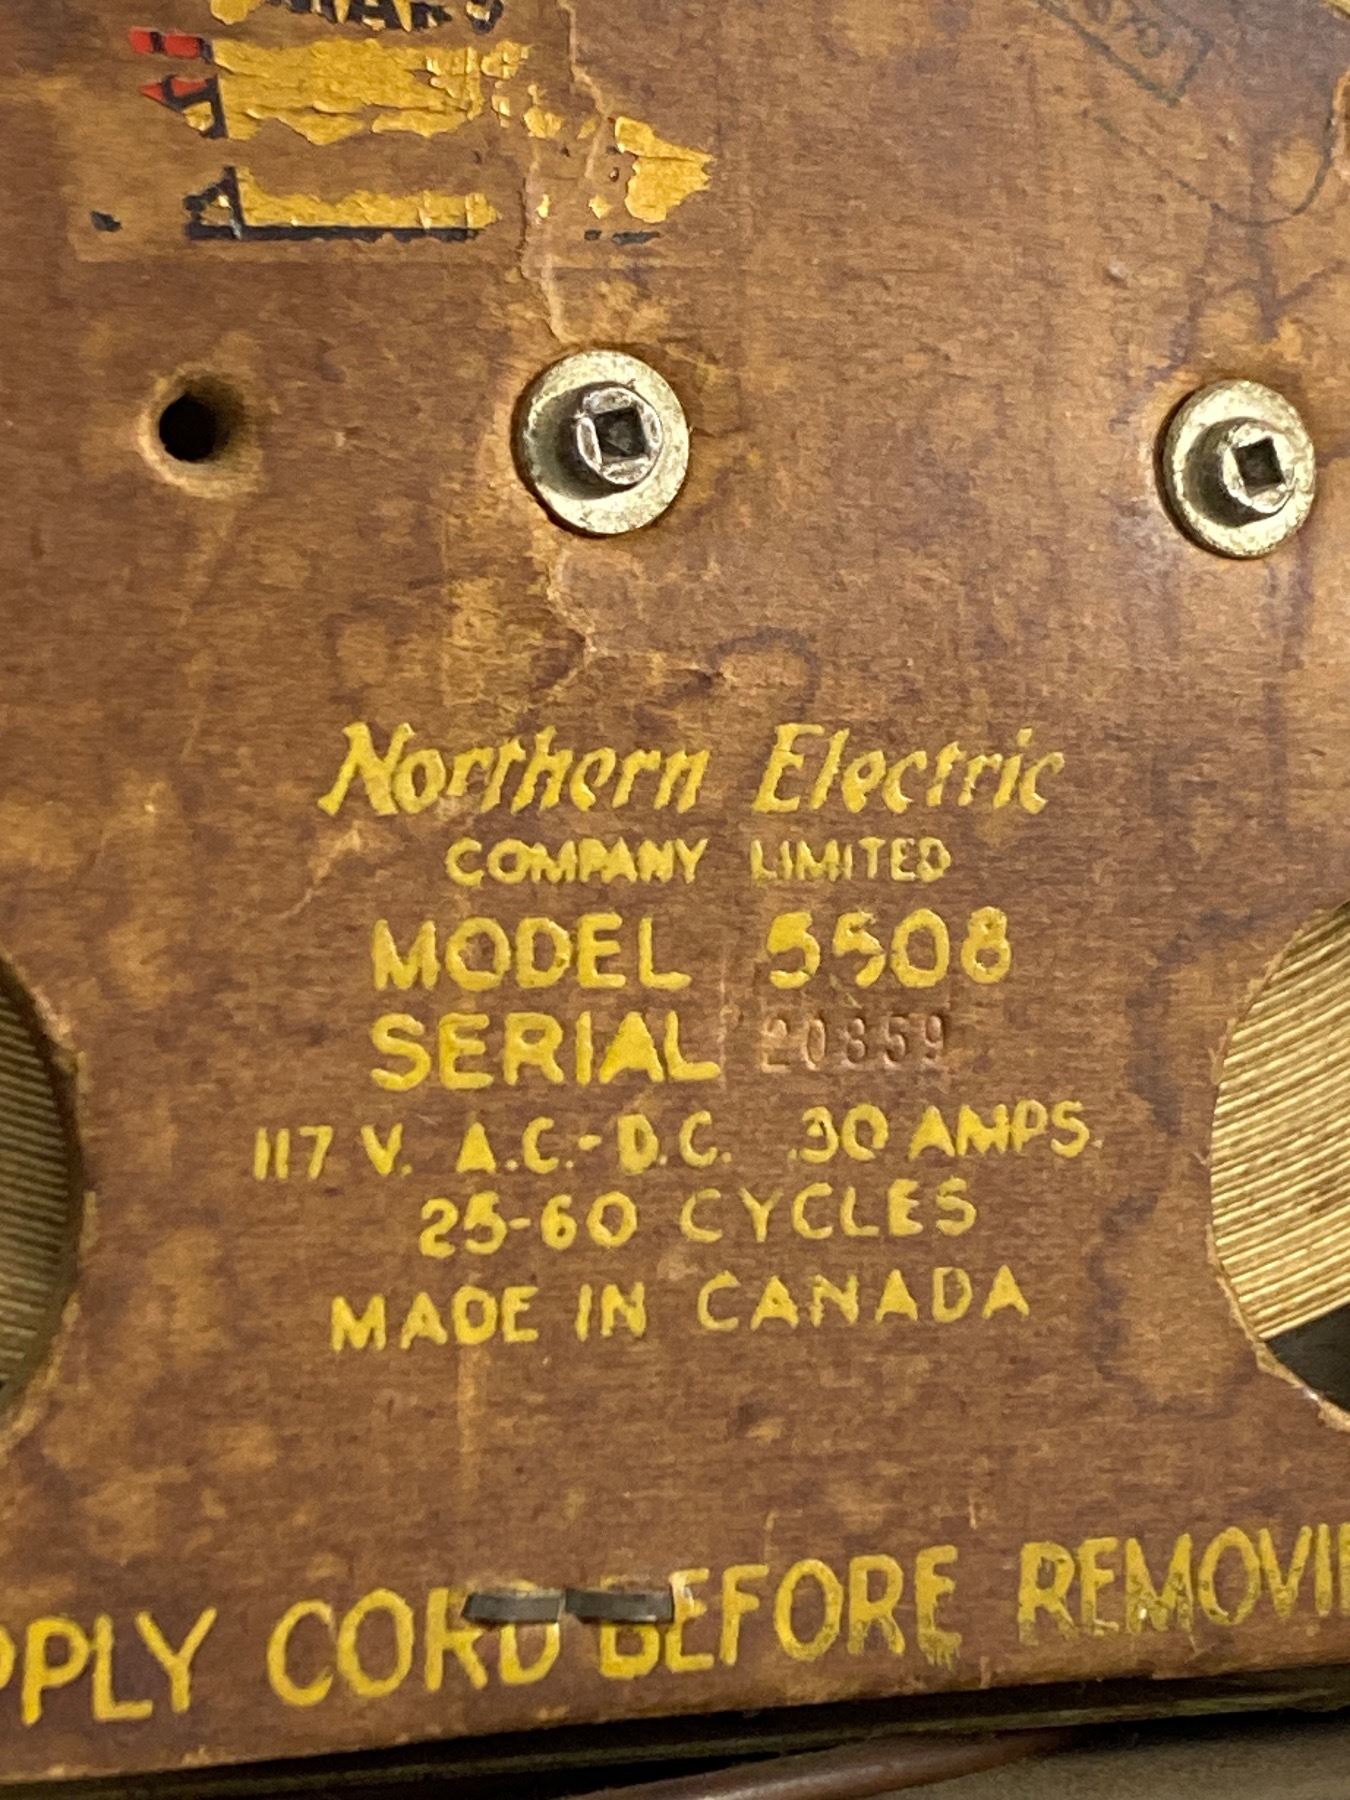 Northern Electric
COMPANY LIMITED
MODEL 5508
SERIAL 20859
117 V. A.C.-D.C. .30 AMPS.
25-60 CYCLES
MADE IN CANADA
PPLY CORD BEFORE REMOVI